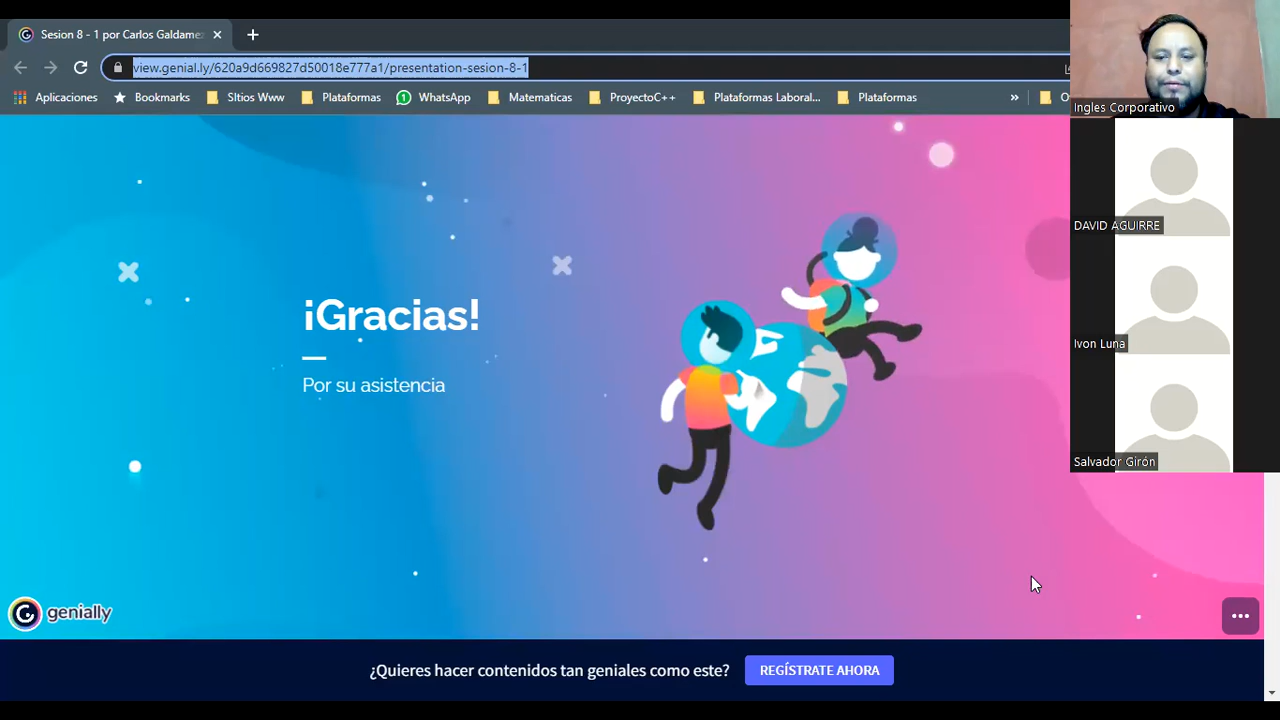 Sesion 8 - 1 por Carlos Galdamez
view.genial.ly/620a9d669827d50018e777a1/presentation-sesion-8-1
Aplicaciones
Bookmarks
SItios Www
Plataformas
WhatsApp
Matematicas
ProyectoC++
Plataformas Laboral...
Plataformas
»
Ingles Corporativo
DAVID AGUIRRE
Ivon Luna
Salvador Girón
¡Gracias!
Por su asistencia
genially
¿Quieres hacer contenidos tan geniales como este?
REGÍSTRATE AHORA